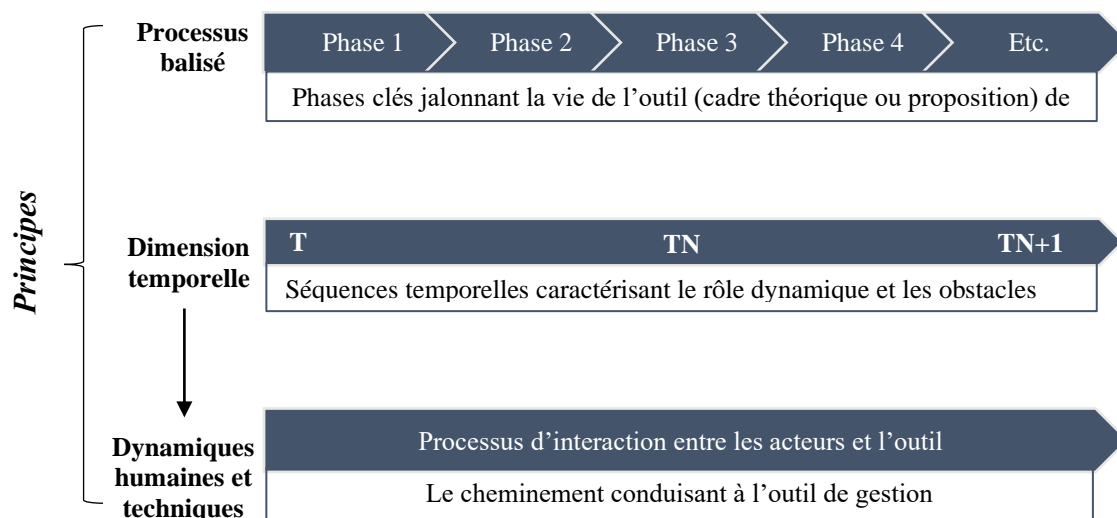 Principes
Processus
balisé
Phase 1
Phase 2
Phase 3
Phase 4
Etc.
Phases clés jalonnant la vie de l’outil (cadre théorique ou proposition) de
Dimension
temporelle
T
TN
TN+1
Séquences temporelles caractérisant le rôle dynamique et les obstacles
Dynamiques
humaines et
techniques
Processus d’interaction entre les acteurs et l’outil
Le cheminement conduisant à l’outil de gestion